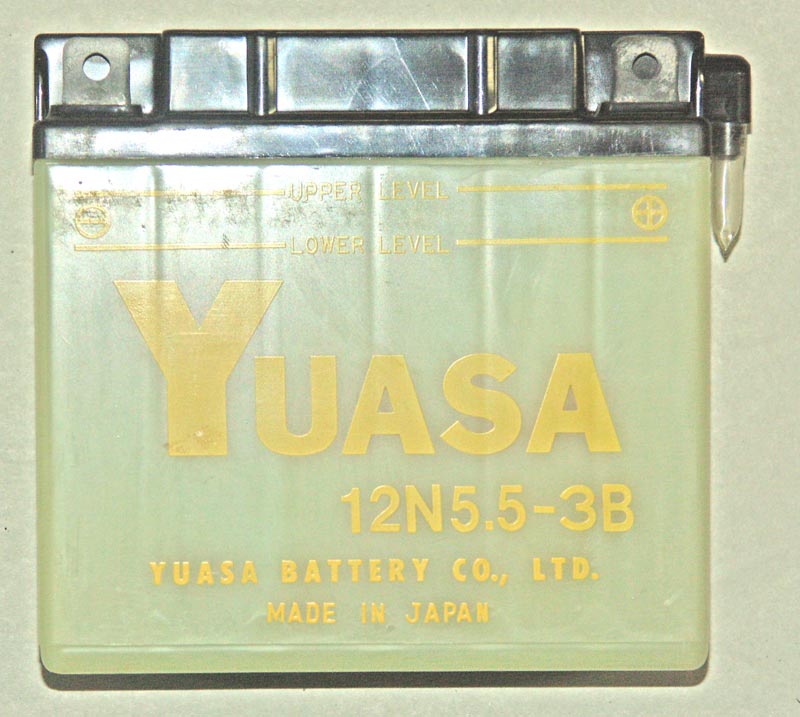 UPPER LEVEL
⊖ ⊕
LOWER LEVEL
YUASA
12N5.5-3B
YUASA BATTERY CO., LTD.
MADE IN JAPAN